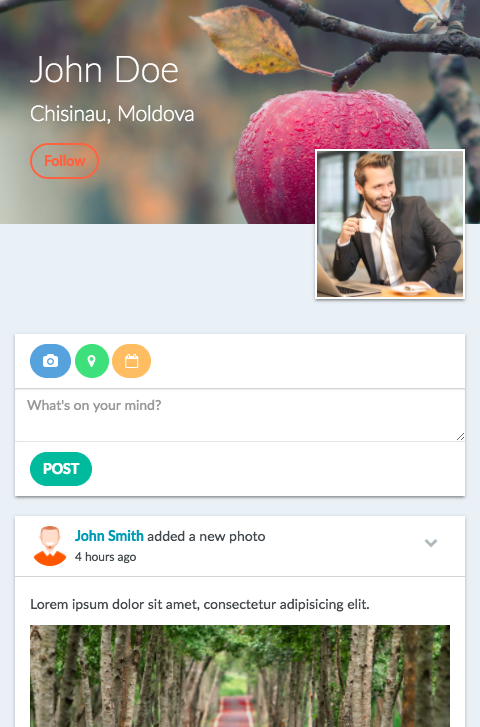 John Doe
Chisinau, Moldova
Follow
What's on your mind?
POST
John Smith added a new photo
4 hours ago
Lorem ipsum dolor sit amet, consectetur adipisicing elit.